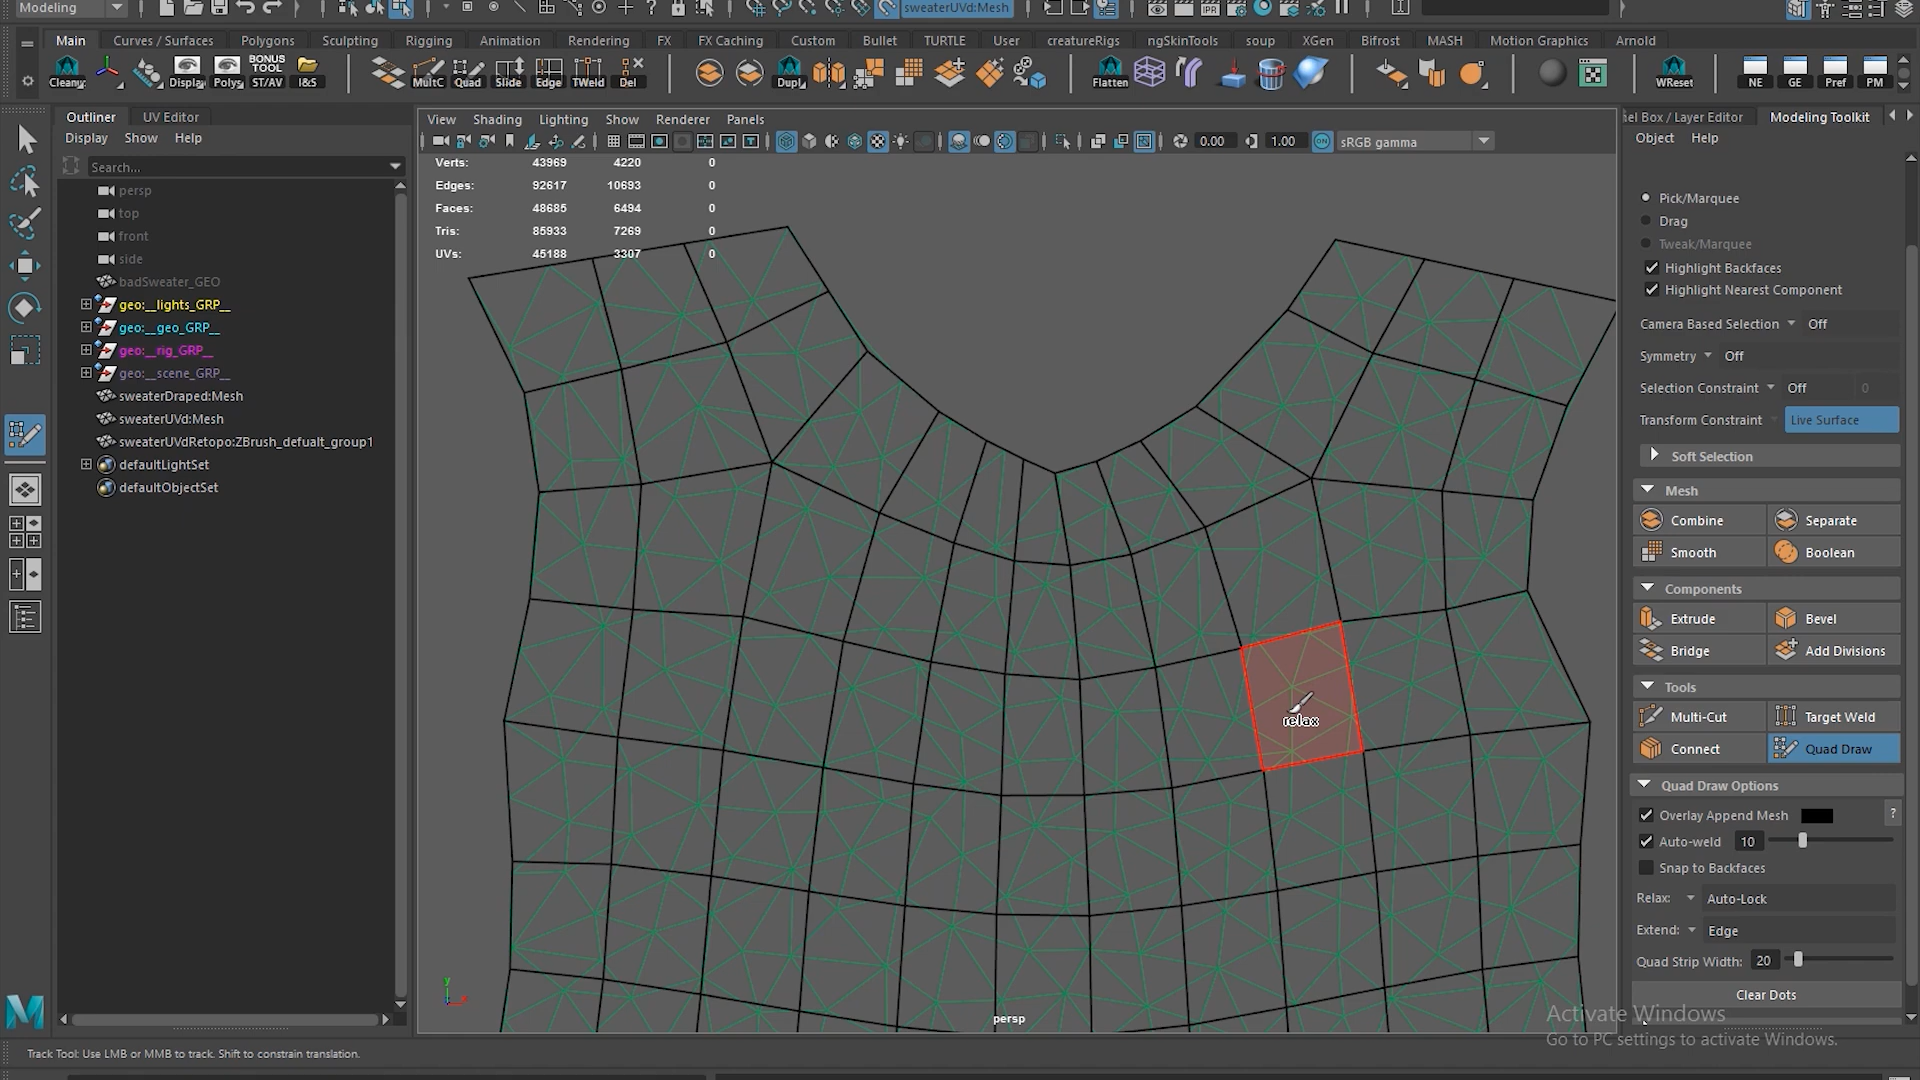 Modeling
IPR
sweaterUVd:Mesh
Main
Curves / Surfaces
Polygons
Sculpting
Rigging
Animation
Rendering
FX
FX Caching
Custom
Bullet
TURTLE
User
creatureRigs
ngSkinTools
soup
XGen
Bifrost
MASH
Motion Graphics
Arnold
BONUS
TOOL
Cleanu
Display
Polys
ST/AV
I&S
MultC
Quad
Slide
Edge
TWeld
Del
Dupl
Flatten
WReset
NE
GE
Pref
PM
Outliner
UV Editor
Display
Show
Help
Search...
persp
top
front
side
badSweater_GEO
geo:__lights_GRP__
geo:__geo_GRP__
geo:__rig_GRP__
geo:__scene_GRP__
sweaterDraped:Mesh
sweaterUVd:Mesh
sweaterUVdRetopo:ZBrush_defualt_group1
defaultLightSet
defaultObjectSet
View
Shading
Lighting
Show
Renderer
Panels
0.00
1.00
ON
sRGB gamma
Verts: 43969 4220 0
Edges: 92617 10693 0
Faces: 48685 6494 0
Tris: 85933 7269 0
UVs: 45188 3307 0
relax
y
persp
nel Box / Layer Editor
Modeling Toolkit
Object
Help
Pick/Marquee
Drag
Tweak/Marquee
Highlight Backfaces
Highlight Nearest Component
Camera Based Selection Off
Symmetry Off
Selection Constraint Off 0
Transform Constraint Live Surface
Soft Selection
Mesh
Combine
Separate
Smooth
Boolean
Components
Extrude
Bevel
Bridge
Add Divisions
Tools
Multi-Cut
Target Weld
Connect
Quad Draw
Quad Draw Options
Overlay Append Mesh
?
Auto-weld 10
Snap to Backfaces
Relax: Auto-Lock
Extend: Edge
Quad Strip Width: 20
Clear Dots
Activate Windows
Go to PC settings to activate Windows.
Track Tool: Use LMB or MMB to track. Shift to constrain translation.